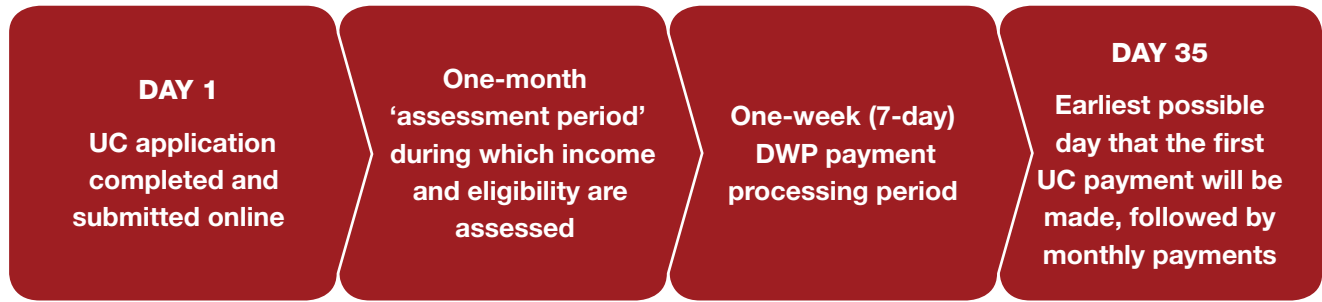 DAY 1
UC application
completed and
submitted online
One-month
‘assessment period’
during which income
and eligibility are
assessed
One-week (7-day)
DWP payment
processing period
DAY 35
Earliest possible
day that the first
UC payment will be
made, followed by
monthly payments